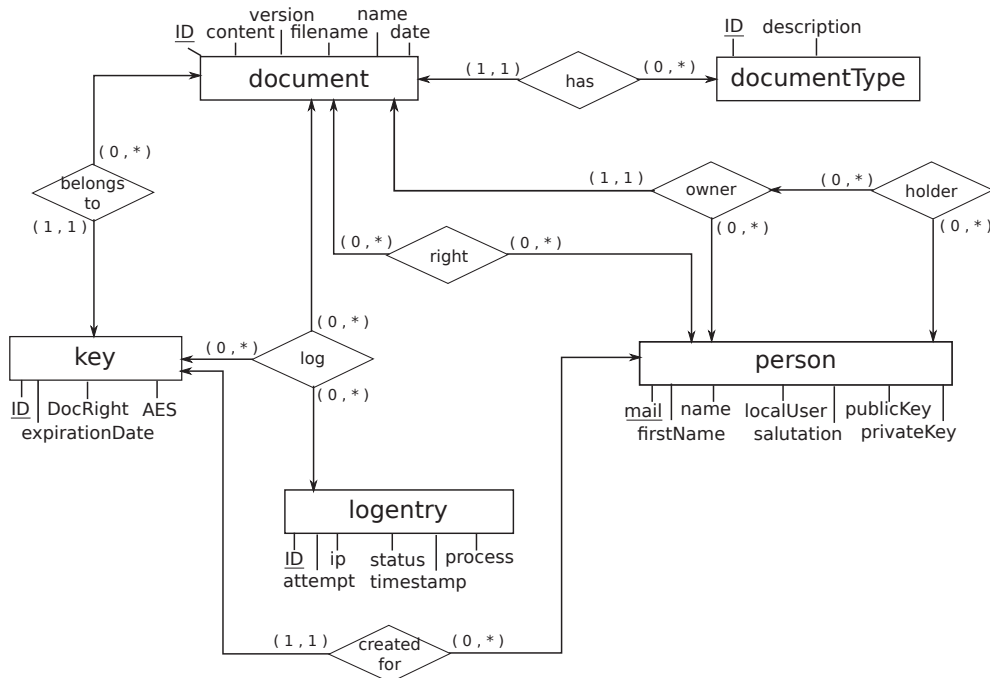 version
name
ID
content
filename
date
document
ID
description
documentType
(1,1)
has
(0,*)
(0,*)
belongs
to
(1,1)
(1,1)
owner
(0,*)
holder
(0,*)
(0,*)
(0,*)
right
(0,*)
(0,*)
(0,*)
log
(0,*)
key
ID
DocRight
AES
expirationDate
person
mail
name
localUser
publicKey
firstName
salutation
privateKey
logentry
ID
ip
status
process
attempt
timestamp
(1,1)
created
for
(0,*)